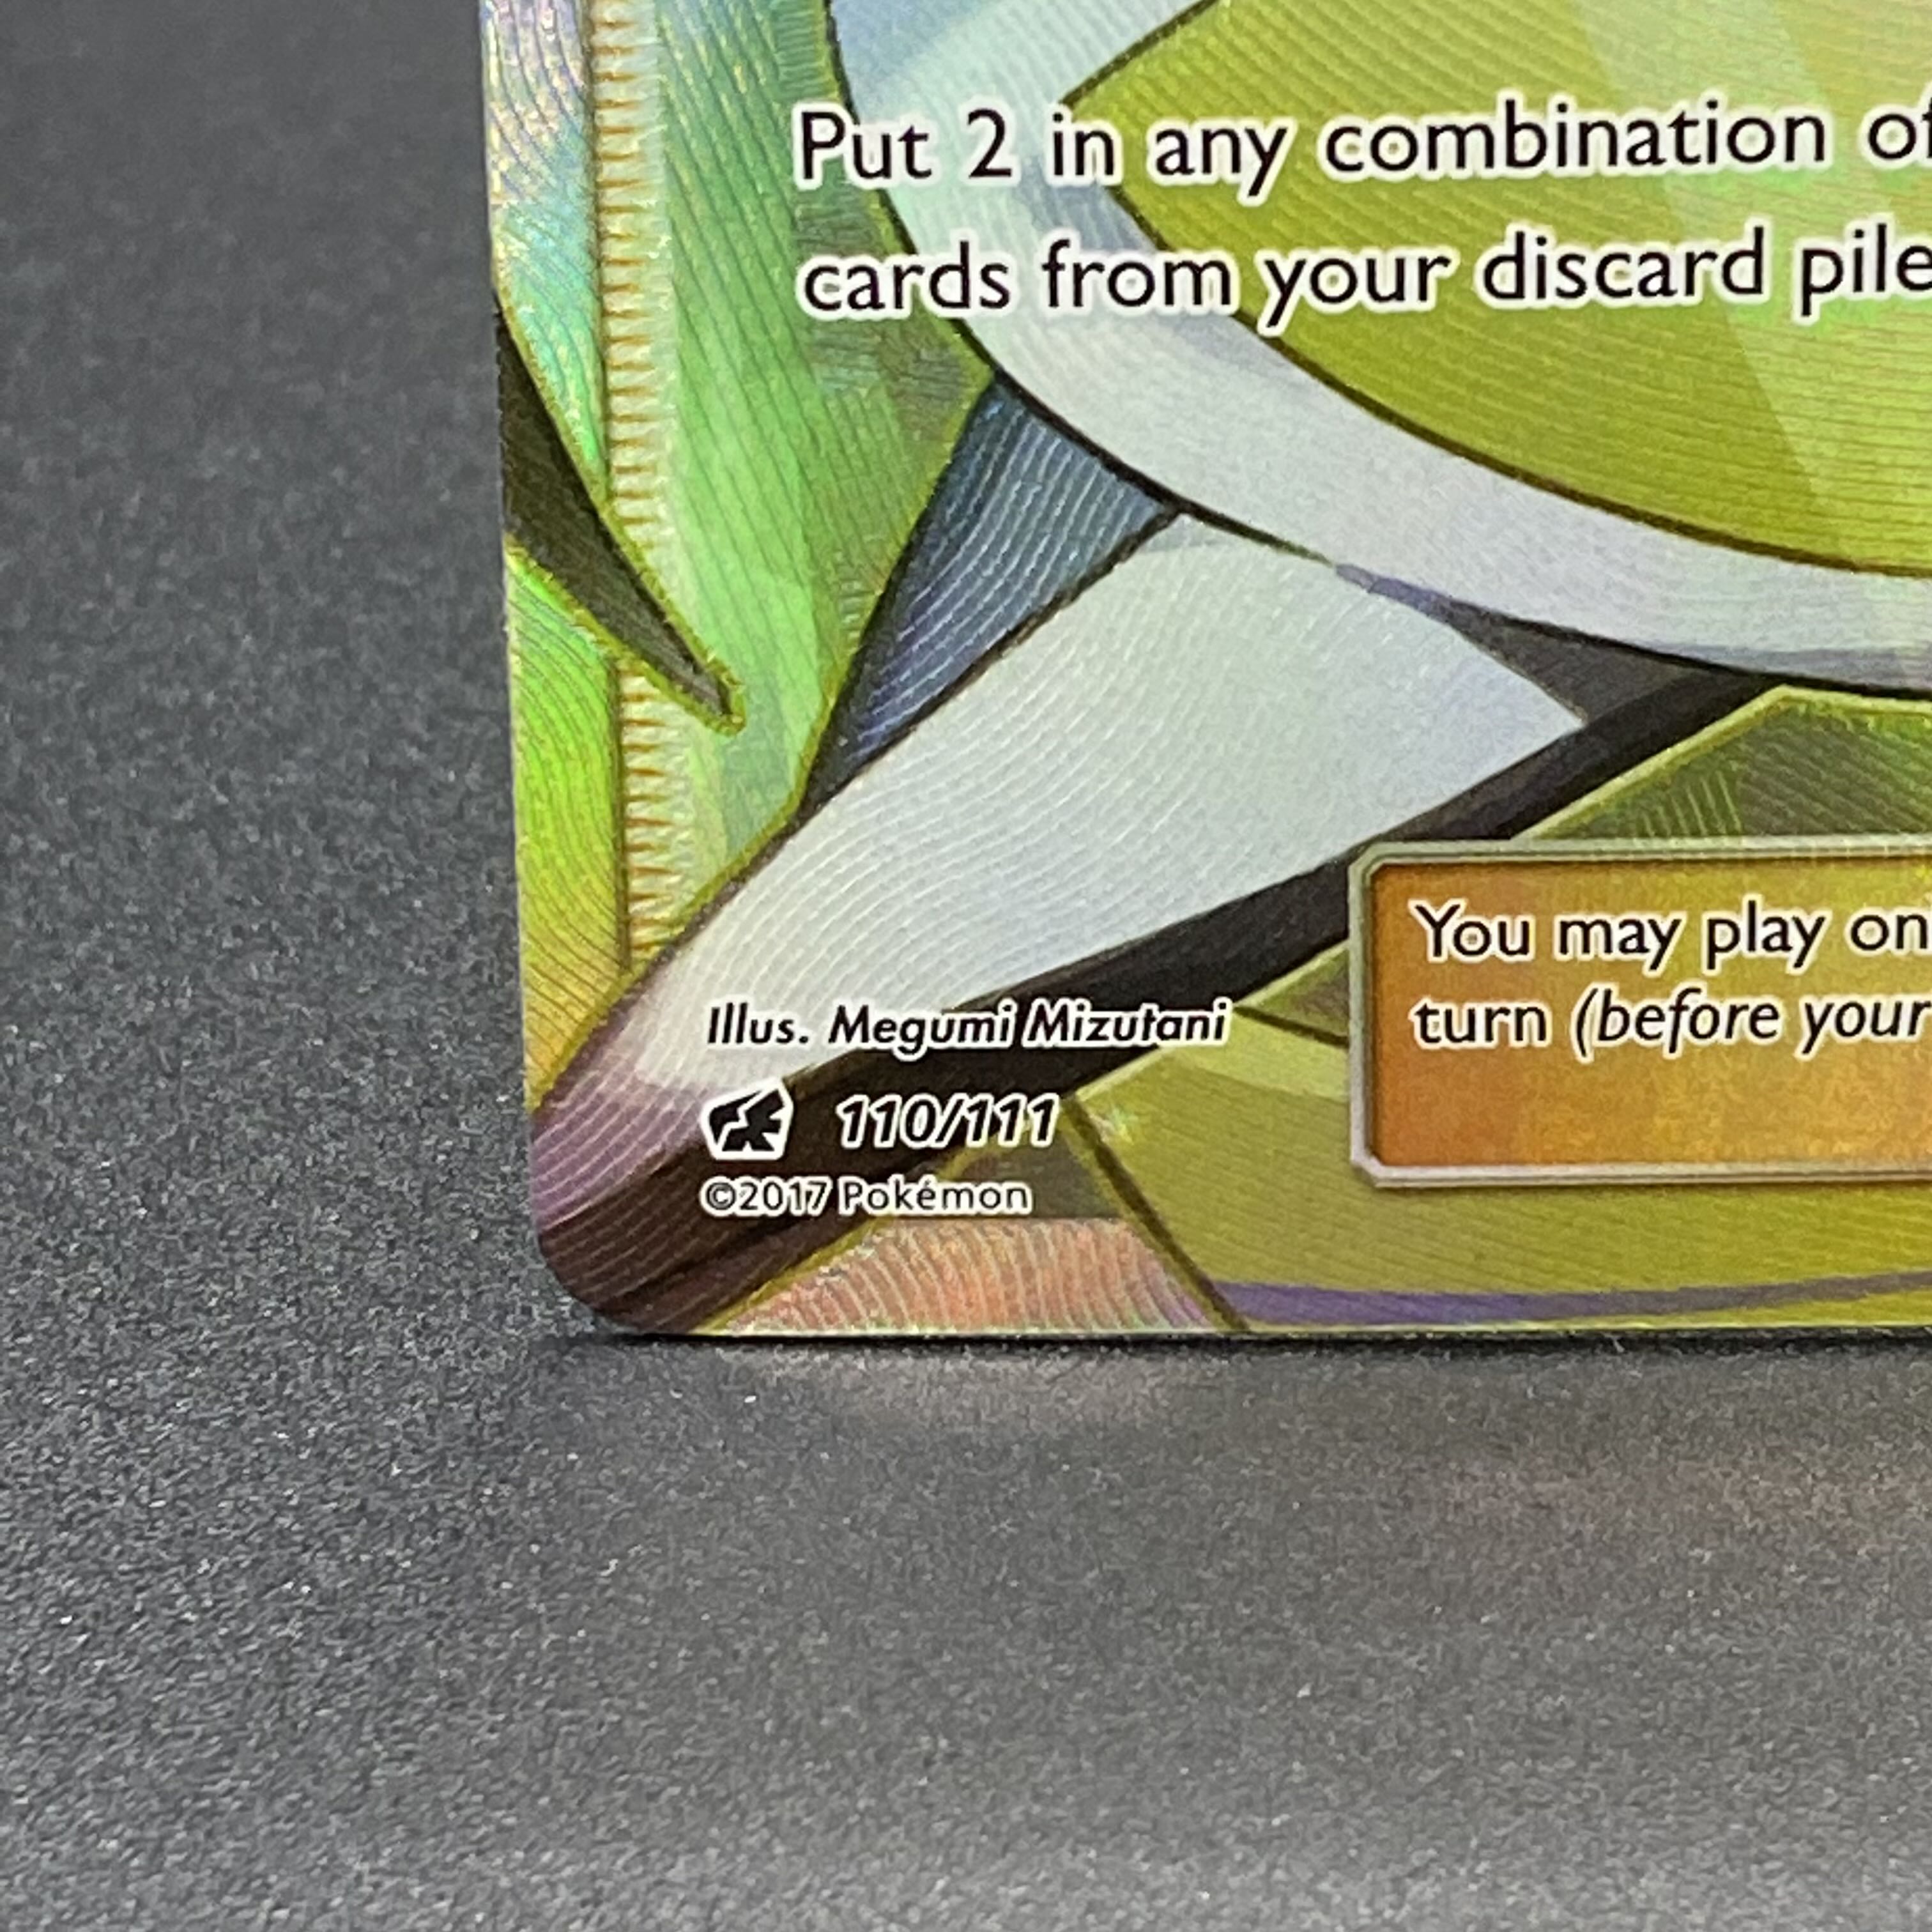 Put 2 in any combination of
cards from your discard pile
You may play on
turn (before your
Illus. Megumi Mizutani
110/111
©2017 Pokémon